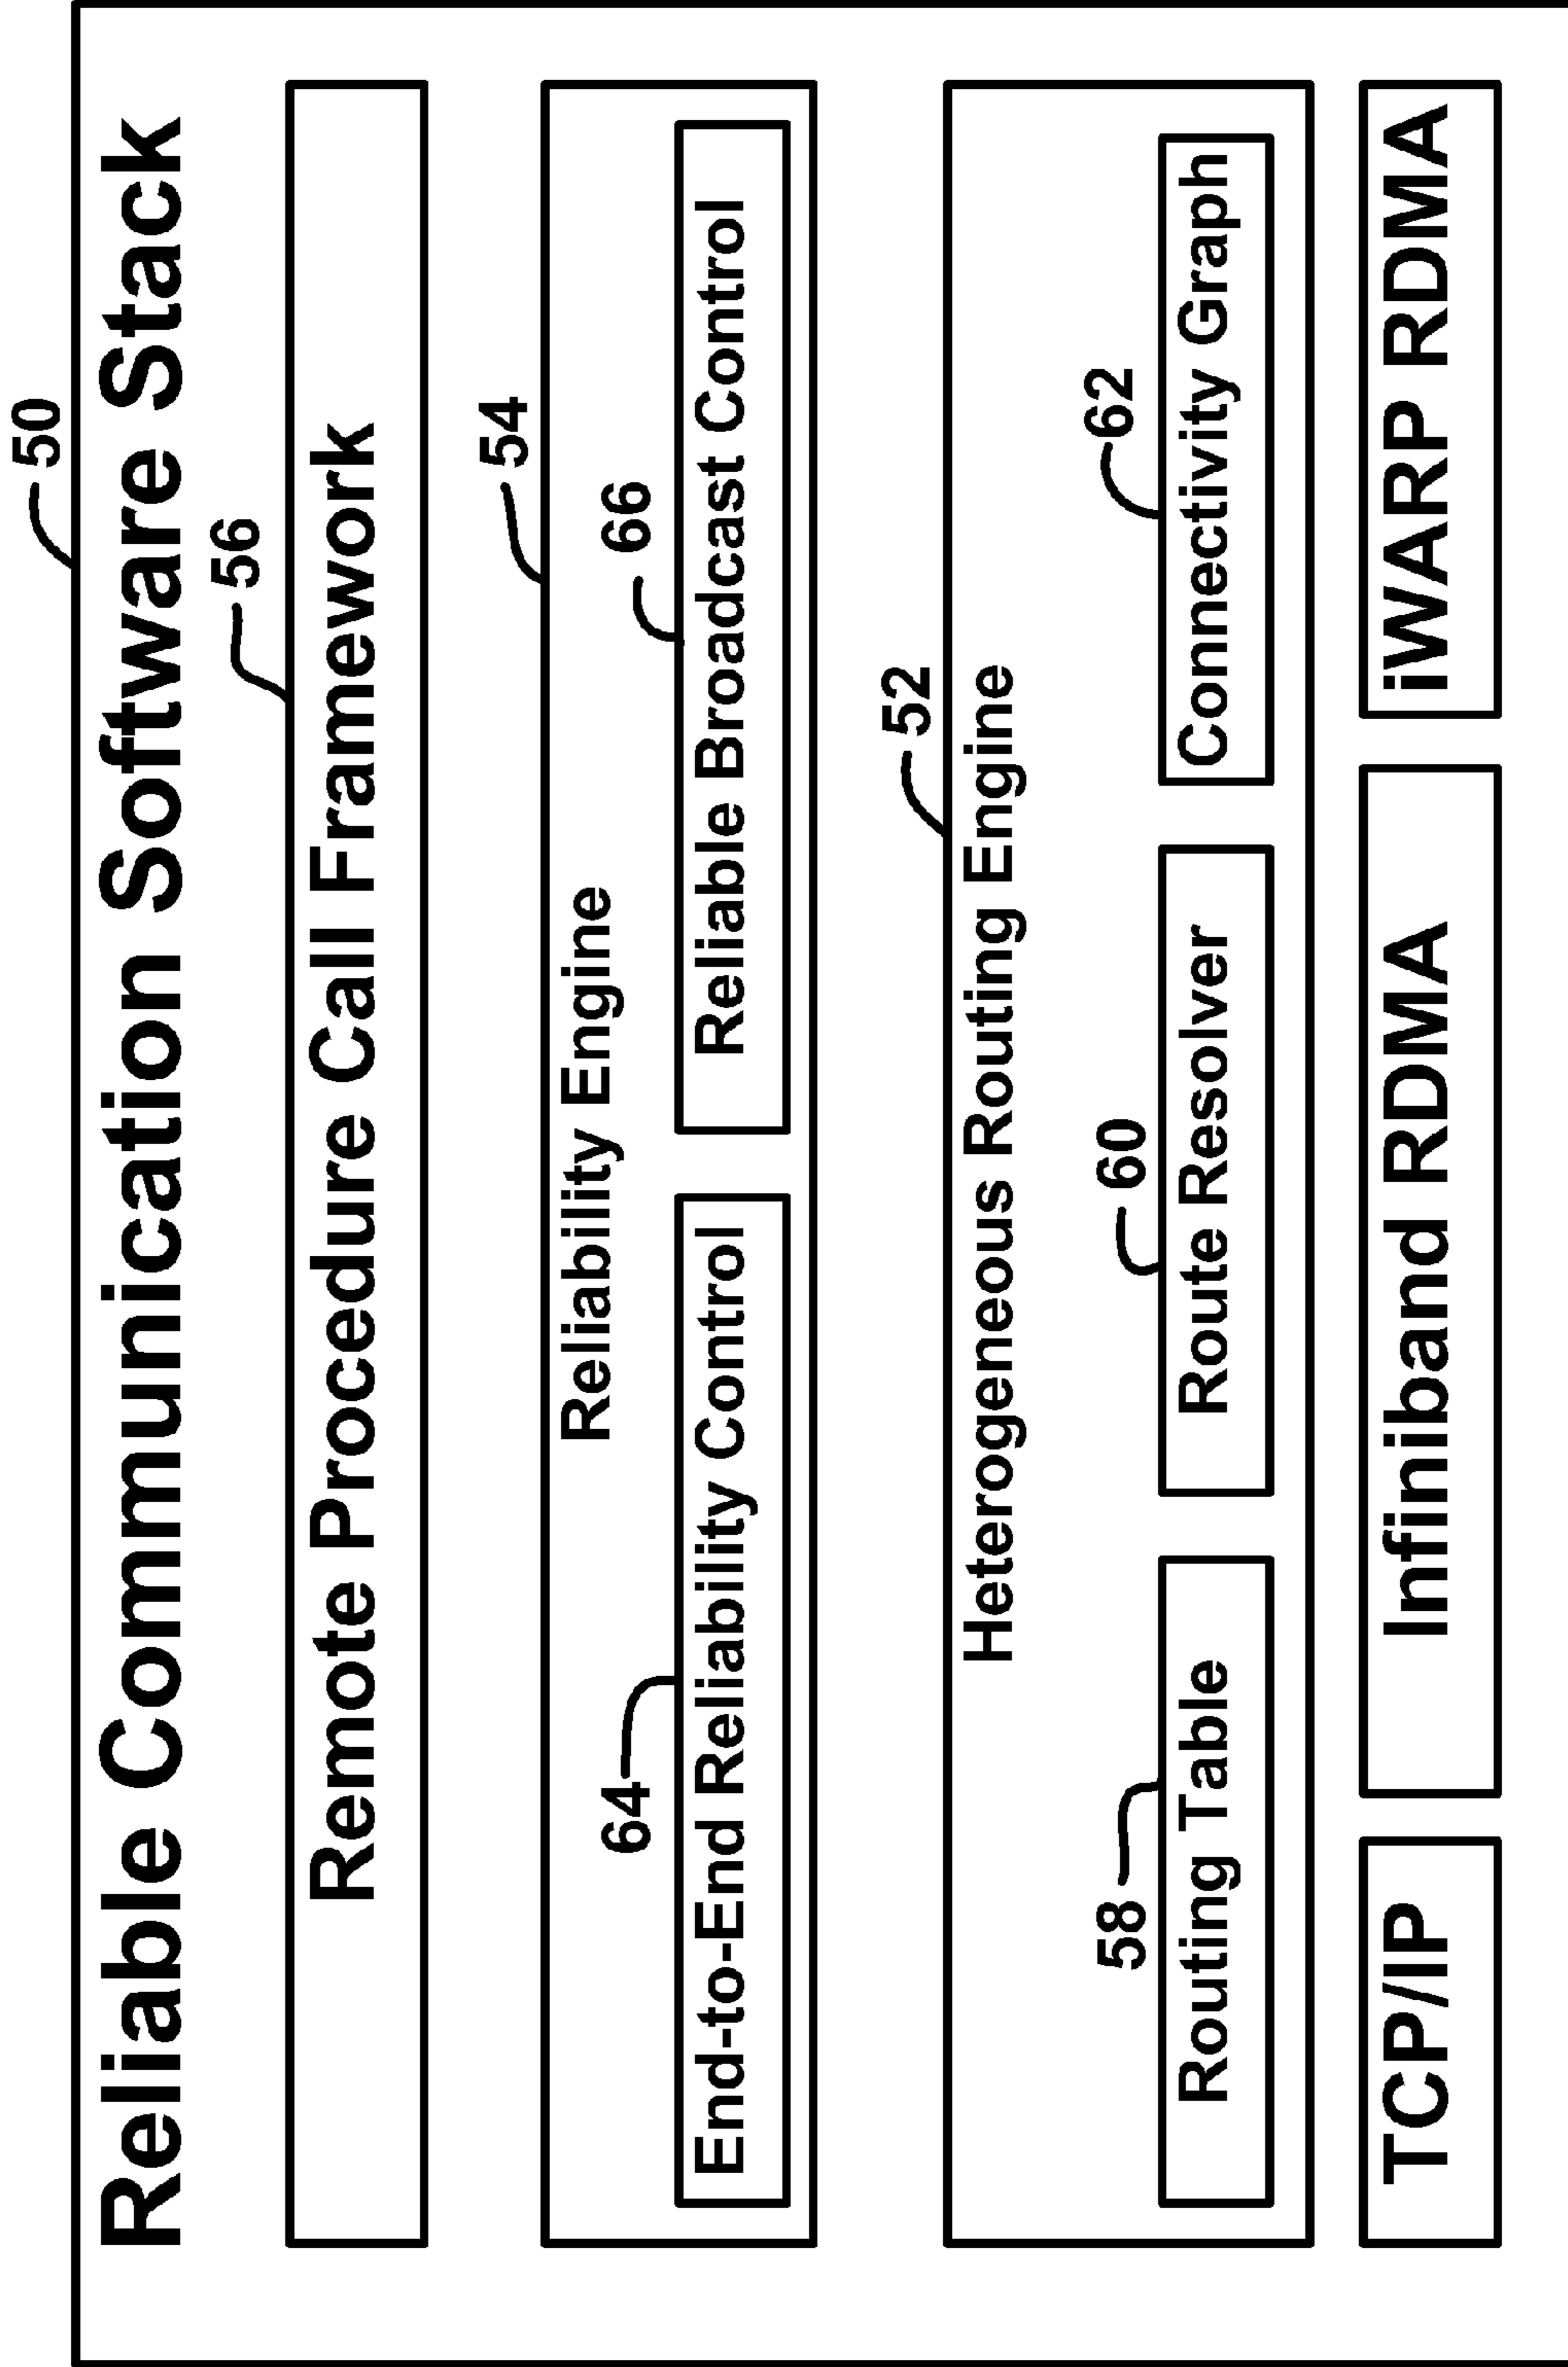 50
Reliable Communication Software Stack
56
Remote Procedure Call Framework
54
Reliability Engine
64
66
End-to-End Reliability Control
Reliable Broadcast Control
52
Heterogeneous Routing Engine
58
60
62
Routing Table
Route Resolver
Connectivity Graph
TCP/IP
Infiniband RDMA
iWARP RDMA